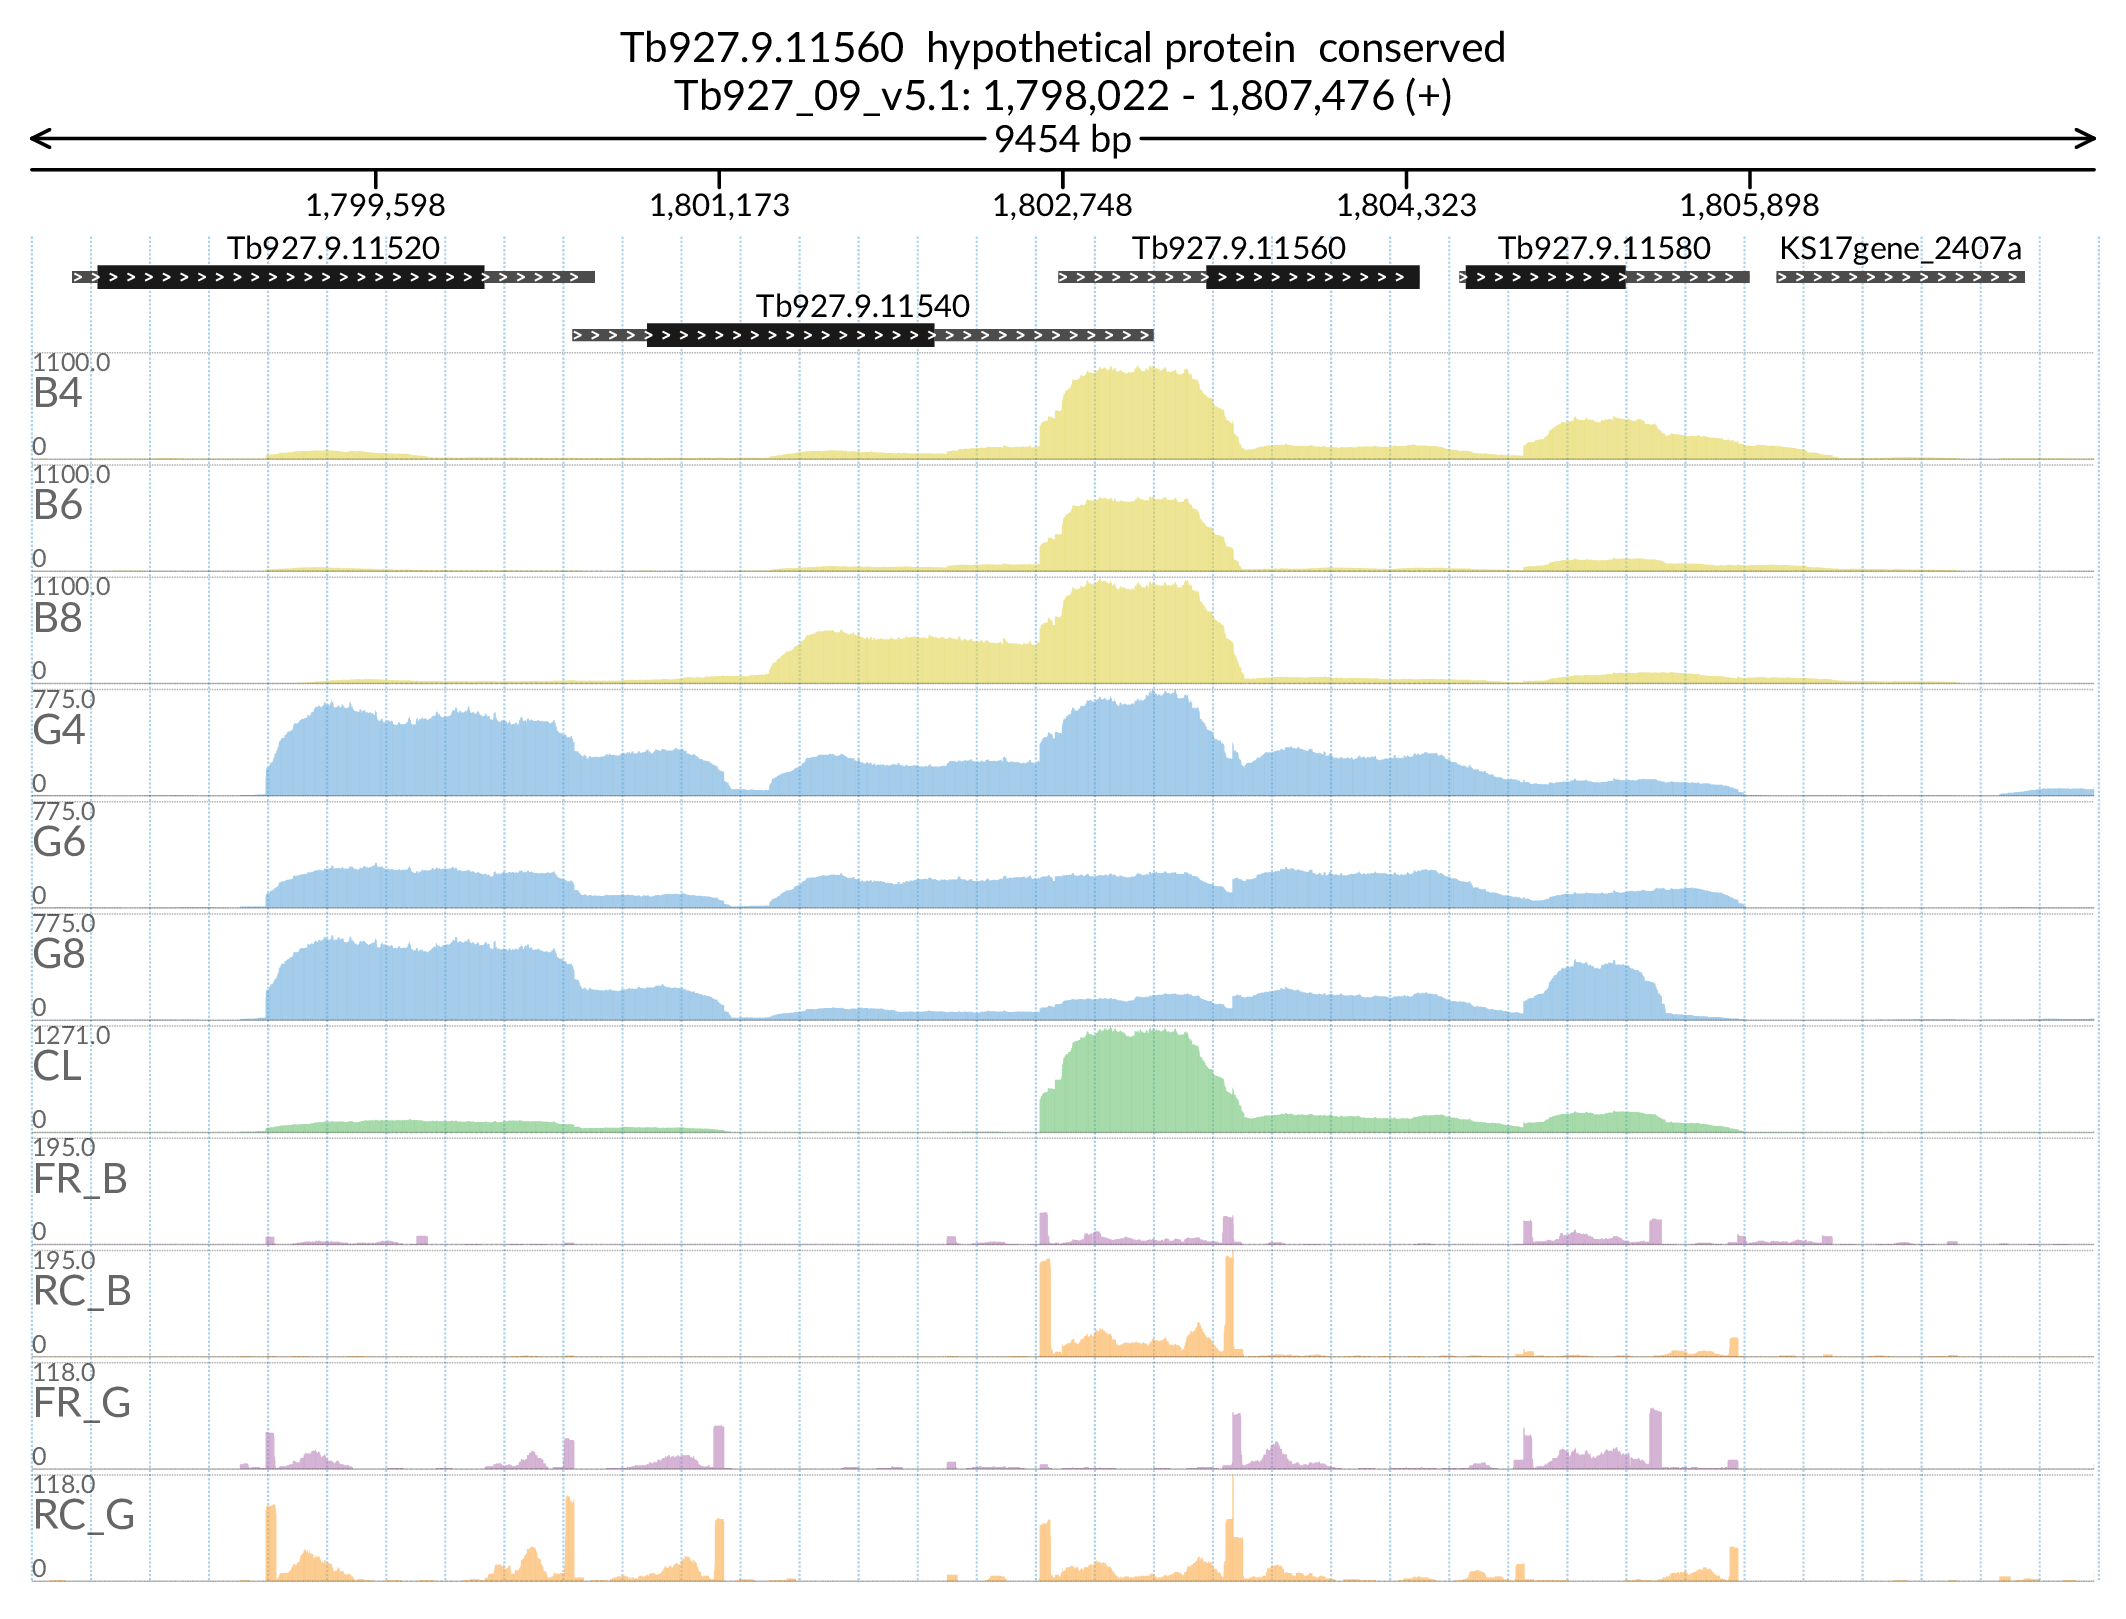 Tb927.9.11560  hypothetical protein  conserved
Tb927_09_v5.1: 1,798,022 - 1,807,476 (+)
9454 bp
1,799,598 1,801,173 1,802,748 1,804,323 1,805,898
Tb927.9.11520 Tb927.9.11560 Tb927.9.11580 KS17gene_2407a
Tb927.9.11540
1100.0
B4
0
1100.0
B6
0
1100.0
B8
0
775.0
G4
0
775.0
G6
0
775.0
G8
0
1271.0
CL
0
195.0
FR_B
0
195.0
RC_B
0
118.0
FR_G
0
118.0
RC_G
0